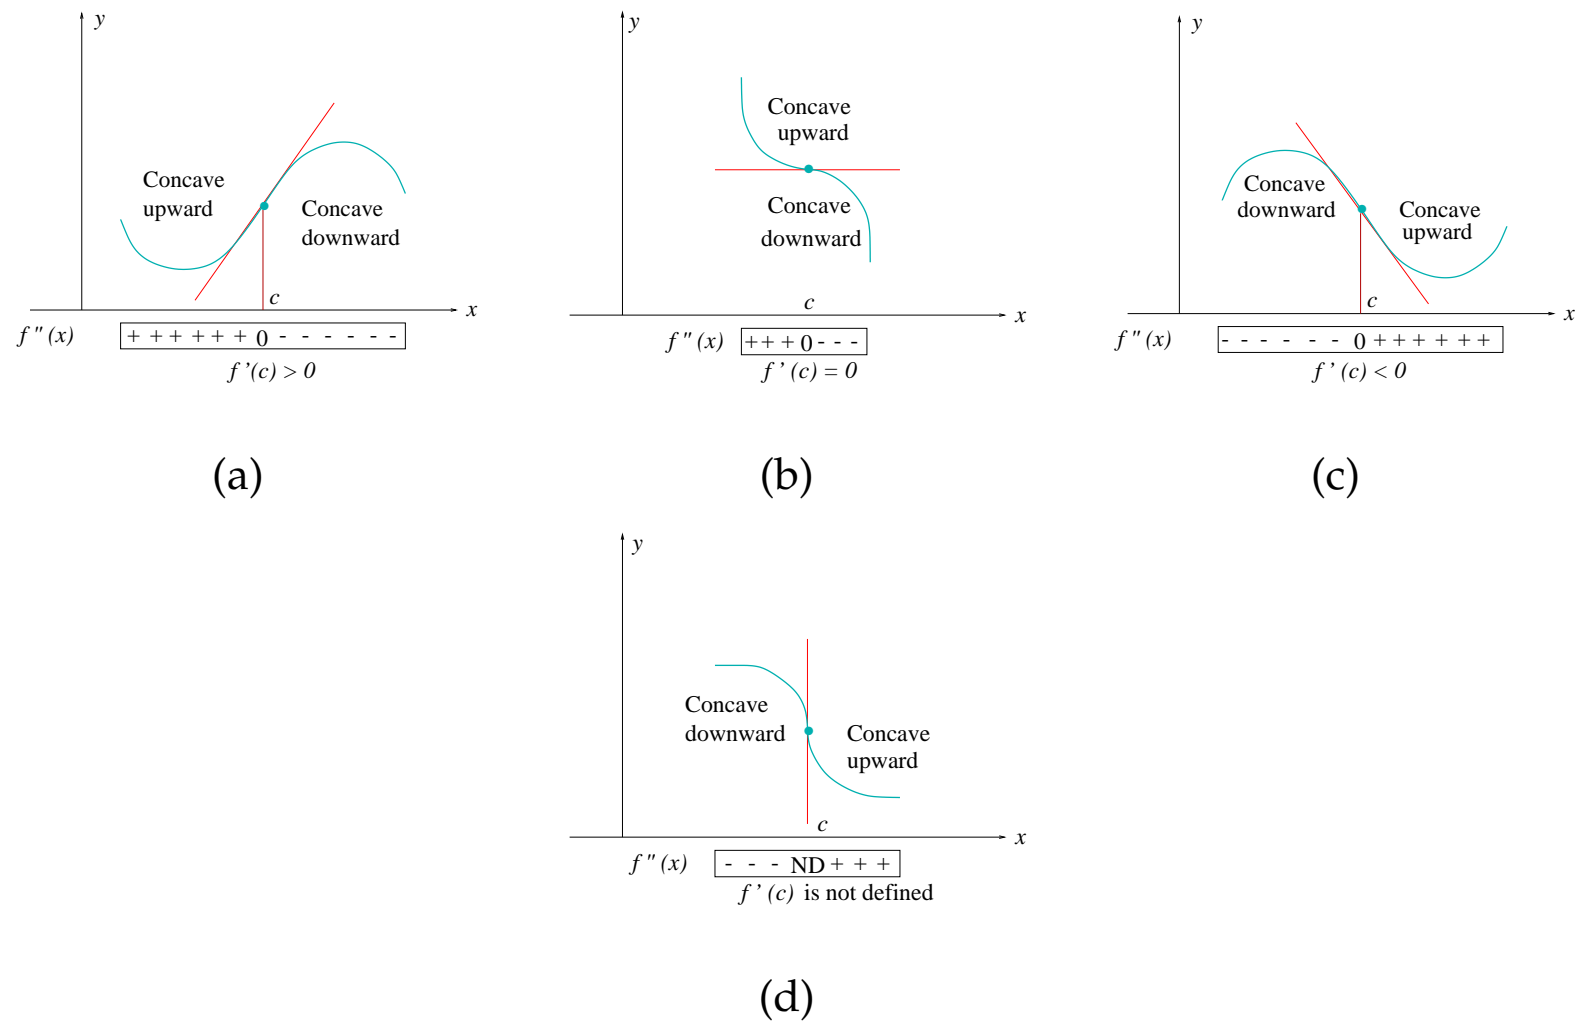 y
Concave
upward
Concave
downward
c
x
f "(x)
+ + + + + + 0 - - - - - -
f '(c) > 0
(a)
y
Concave
upward
Concave
downward
c
x
f "(x)
+ + + 0 - - -
f ' (c) = 0
(b)
y
Concave
downward
Concave
upward
c
x
f "(x)
- - - - - - 0 + + + + + +
f ' (c) < 0
(c)
y
Concave
downward
Concave
upward
c
x
f "(x)
- - - ND + + +
f ' (c) is not defined
(d)